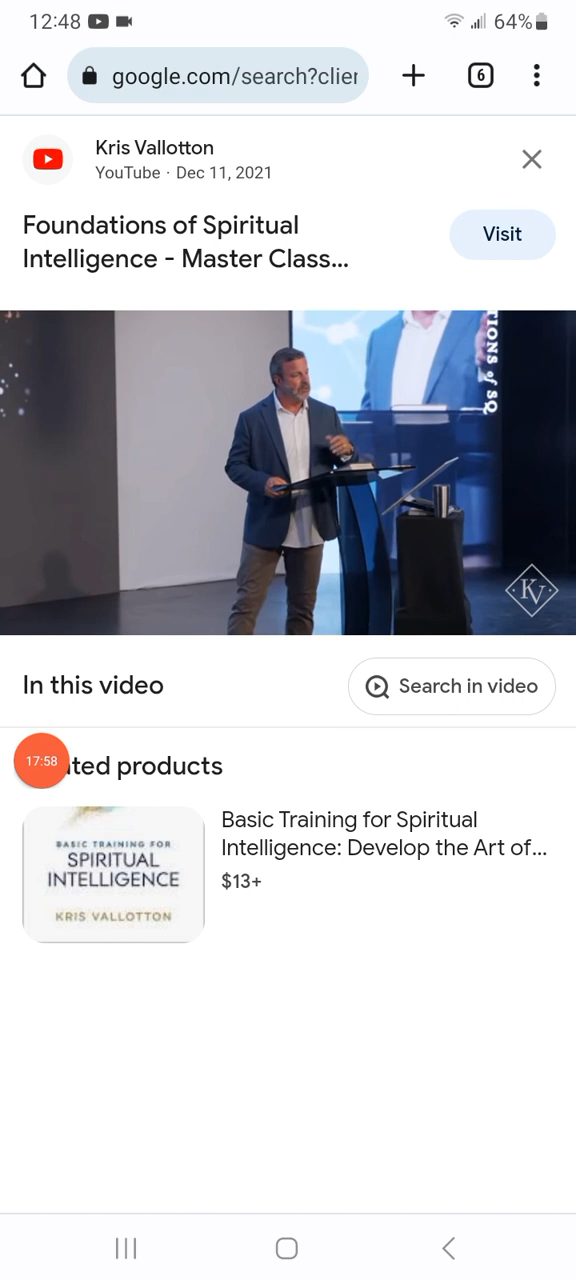 12:48
64%
google.com/search?clier
6
Kris Vallotton
YouTube · Dec 11, 2021
Foundations of Spiritual
Intelligence - Master Class...
Visit
TIONS of SQ
KV
In this video
Search in video
17:58
ted products
BASIC TRAINING FOR
SPIRITUAL
INTELLIGENCE
KRIS VALLOTTON
Basic Training for Spiritual
Intelligence: Develop the Art of...
$13+